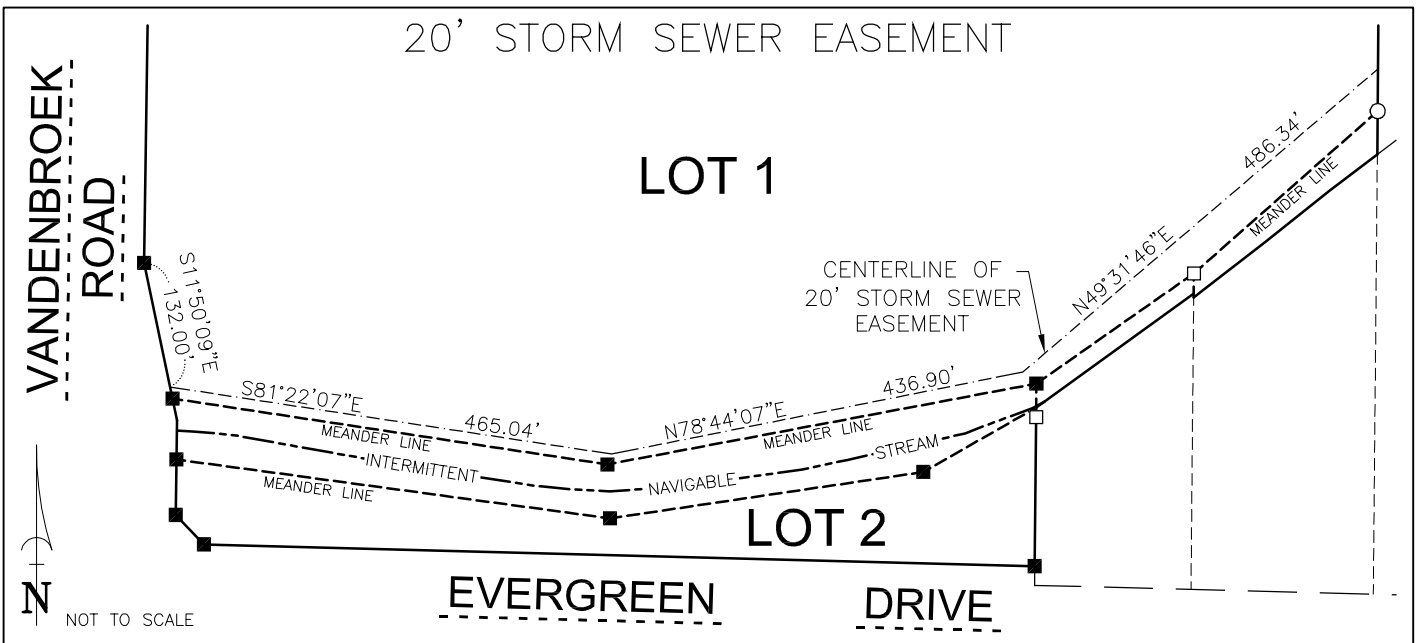 20' STORM SEWER EASEMENT
VANDENBROEK
ROAD
LOT 1
486.34'
MEANDER LINE
N49°31'46"E
CENTERLINE OF
20' STORM SEWER
EASEMENT
S11°50'09"E
132.00'
S81°22'07"E
465.04'
N78°44'07"E
436.90'
MEANDER LINE
MEANDER LINE
INTERMITTENT
NAVIGABLE
STREAM
MEANDER LINE
LOT 2
EVERGREEN DRIVE
N
NOT TO SCALE